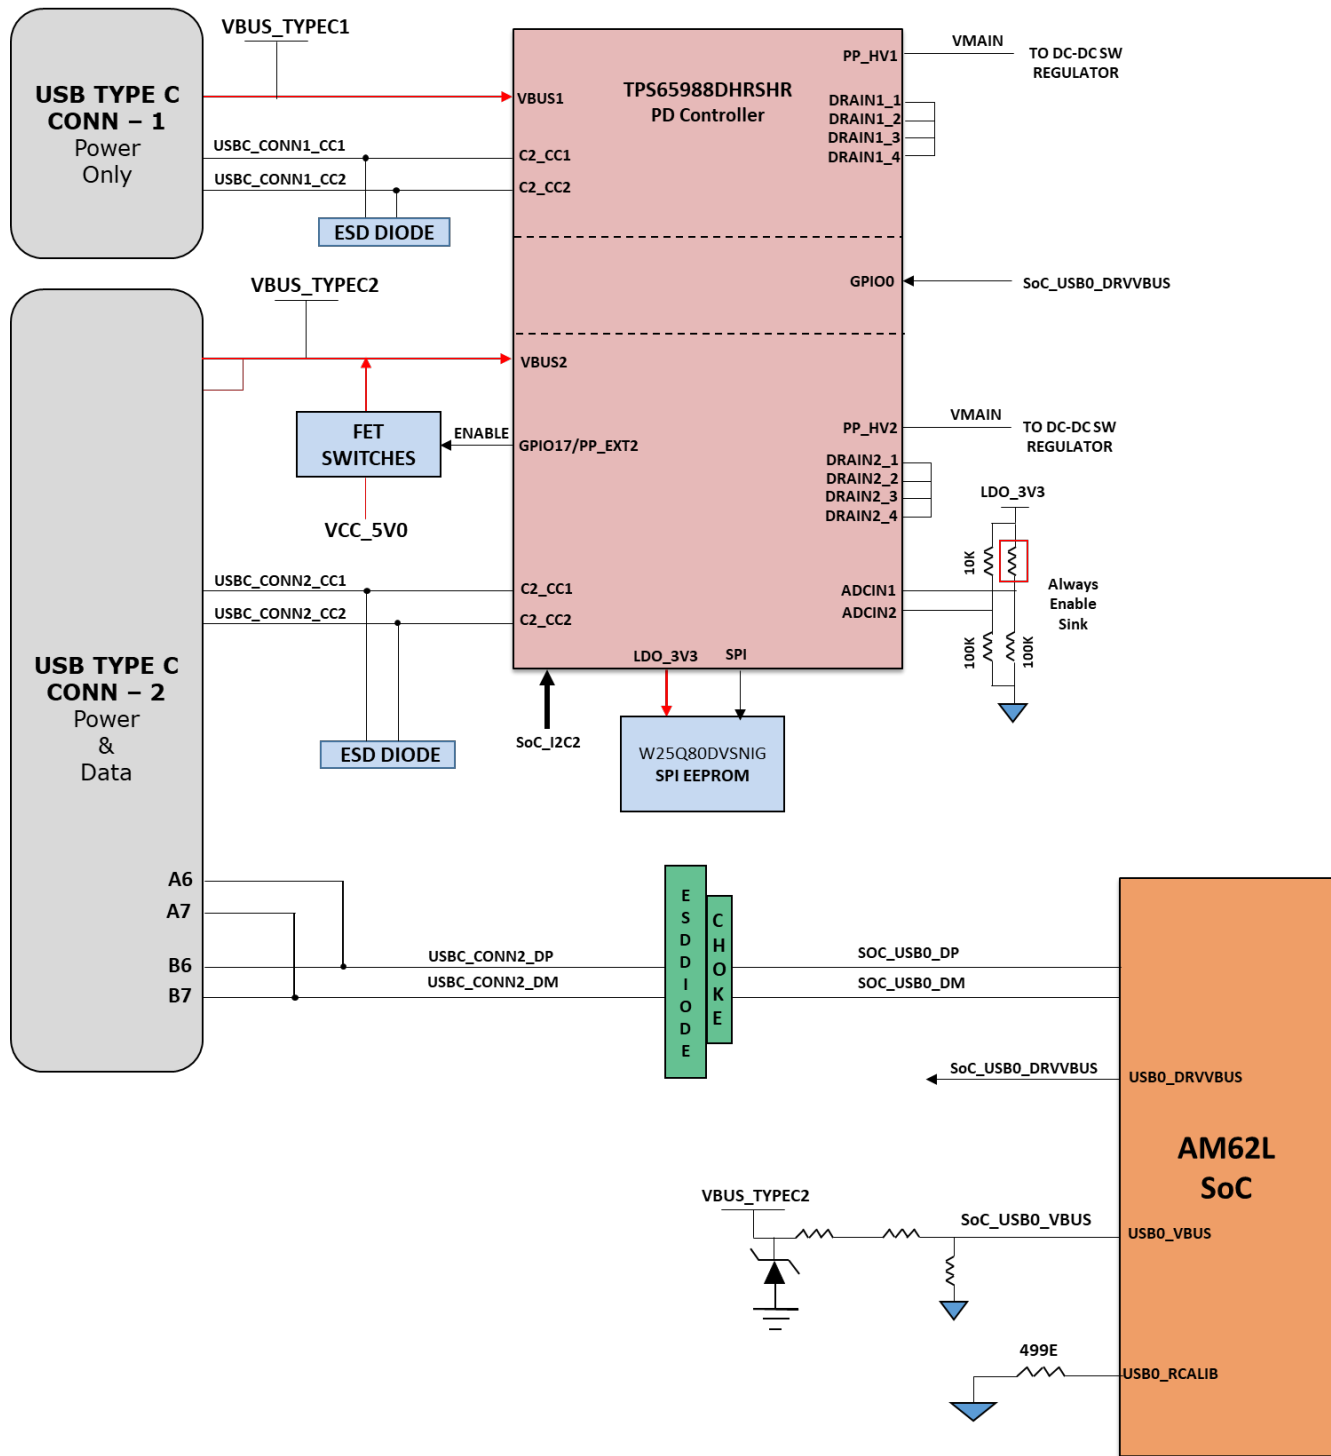 VBUS_TYPEC1
USB TYPE C
CONN – 1
Power
Only
USBC_CONN1_CC1
USBC_CONN1_CC2
ESD DIODE
TPS65988DHRSHR
PD Controller
VBUS1
C2_CC1
C2_CC2
PP_HV1
DRAIN1_1
DRAIN1_2
DRAIN1_3
DRAIN1_4
VMAIN
TO DC-DC SW
REGULATOR
GPIO0
SoC_USB0_DRVVBUS
VBUS_TYPEC2
VBUS2
FET
SWITCHES
ENABLE
GPIO17/PP_EXT2
VCC_5V0
PP_HV2
VMAIN
TO DC-DC SW
REGULATOR
DRAIN2_1
DRAIN2_2
DRAIN2_3
DRAIN2_4
LDO_3V3
10K
Always
Enable
Sink
100K
100K
ADCIN1
ADCIN2
USBC_CONN2_CC1
USBC_CONN2_CC2
C2_CC1
C2_CC2
USB TYPE C
CONN – 2
Power
&
Data
ESD DIODE
LDO_3V3
SPI
SoC_I2C2
W25Q80DVSNIG
SPI EEPROM
A6
A7
B6
B7
USBC_CONN2_DP
USBC_CONN2_DM
ESDDIODE
CHOKE
SOC_USB0_DP
SOC_USB0_DM
SoC_USB0_DRVVBUS
USB0_DRVVBUS
AM62L
SoC
VBUS_TYPEC2
SoC_USB0_VBUS
USB0_VBUS
499E
USB0_RCALIB